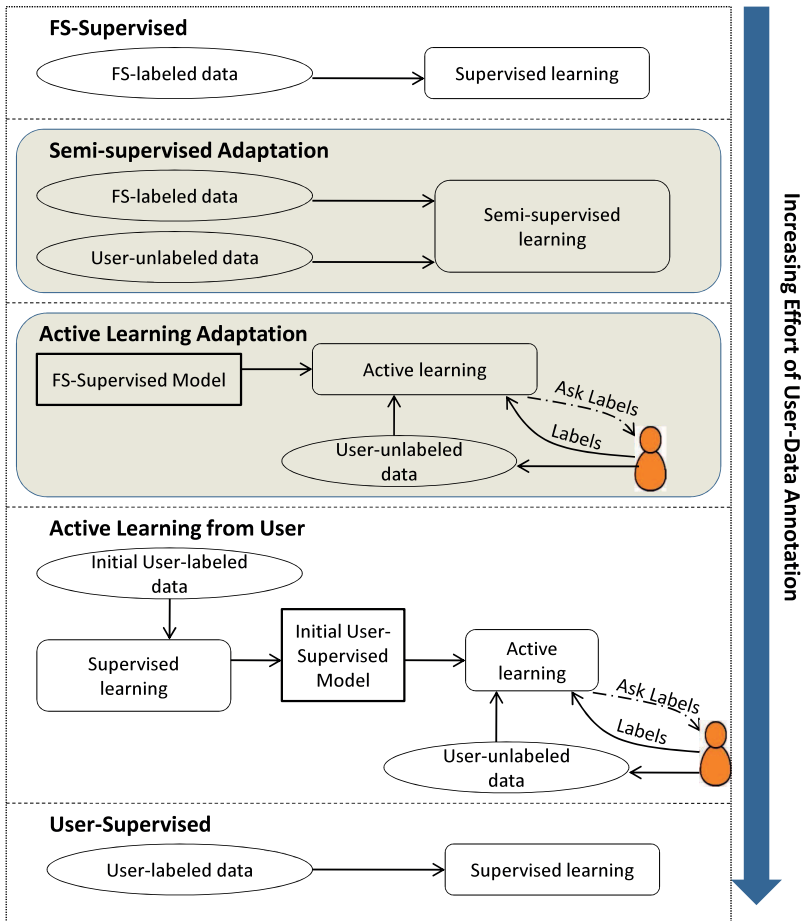 FS-Supervised
FS-labeled data
Supervised learning
Semi-supervised Adaptation
FS-labeled data
User-unlabeled data
Semi-supervised
learning
Active Learning Adaptation
FS-Supervised Model
Active learning
Ask Labels
Labels
User-unlabeled
data
Active Learning from User
Initial User-labeled
data
Supervised
learning
Initial User-
Supervised
Model
Active
learning
Ask Labels
Labels
User-unlabeled
data
User-Supervised
User-labeled data
Supervised learning
Increasing Effort of User-Data Annotation